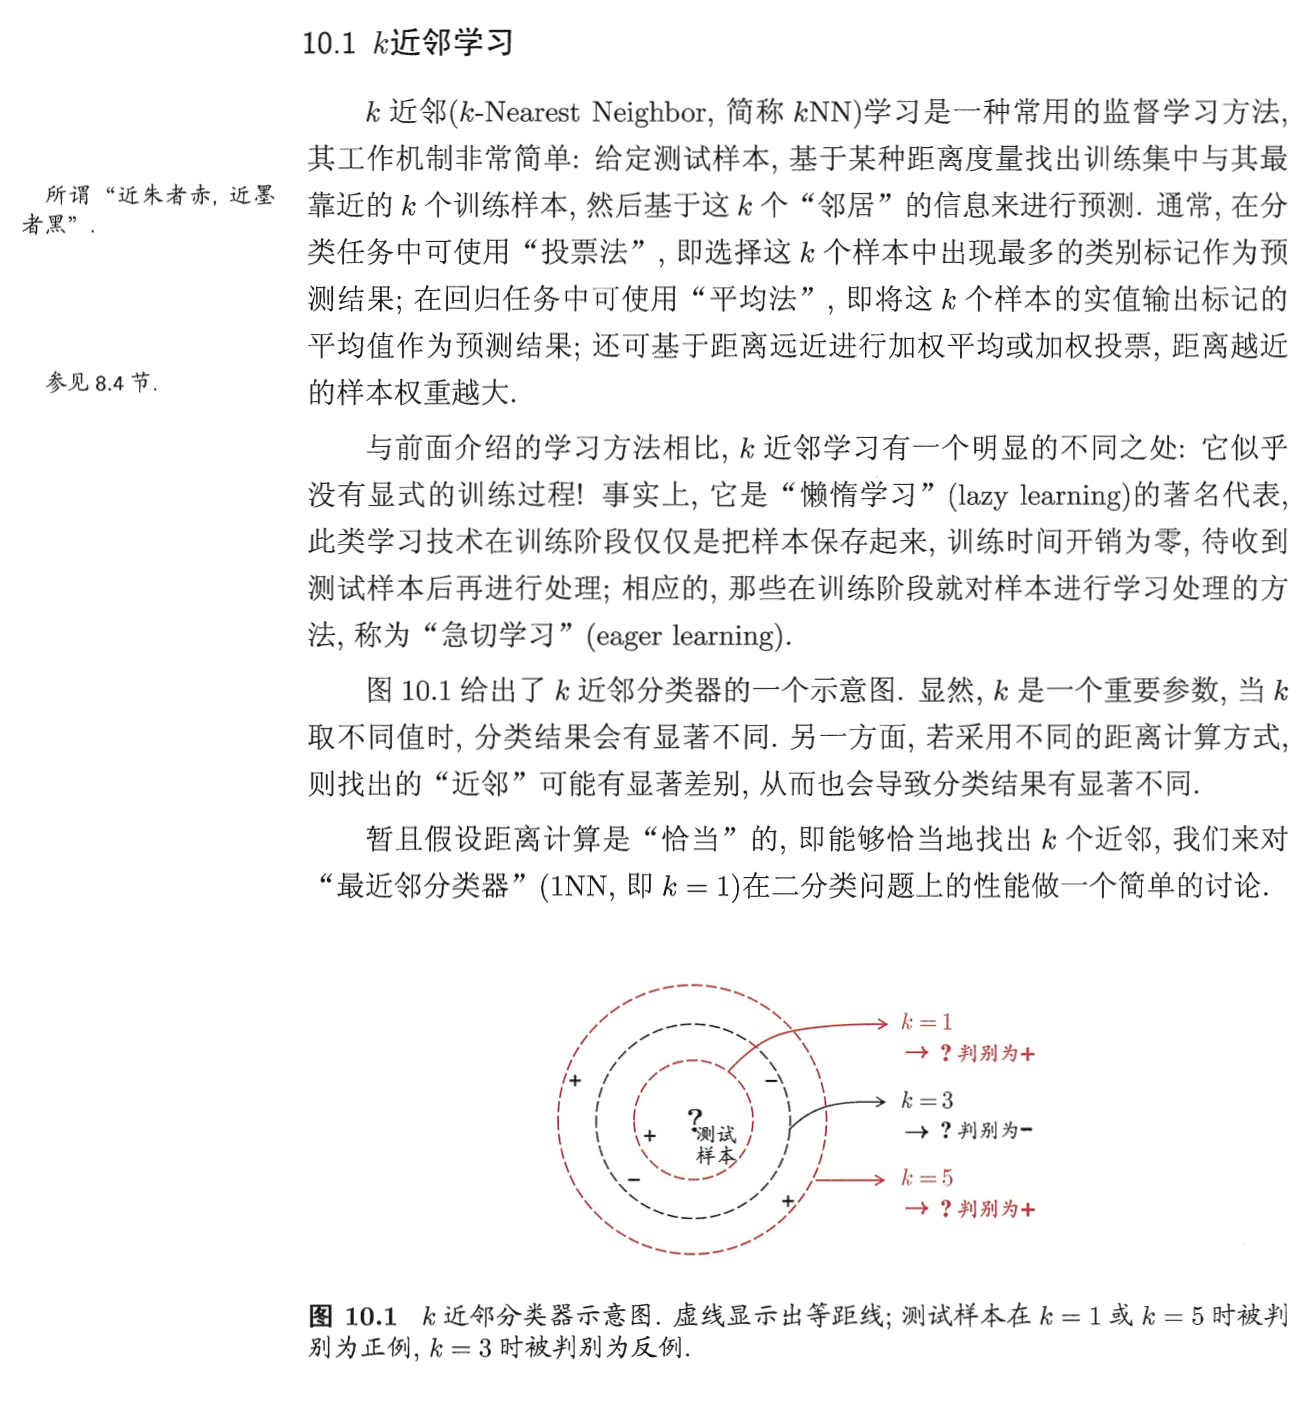 10.1 k近邻学习
k 近邻(k-Nearest Neighbor, 简称 kNN)学习是一种常用的监督学习方法,
其工作机制非常简单: 给定测试样本, 基于某种距离度量找出训练集中与其最
靠近的 k 个训练样本, 然后基于这 k 个“邻居”的信息来进行预测. 通常, 在分
类任务中可使用“投票法”, 即选择这 k 个样本中出现最多的类别标记作为预
测结果; 在回归任务中可使用“平均法”, 即将这 k 个样本的实值输出标记的
平均值作为预测结果; 还可基于距离远近进行加权平均或加权投票, 距离越近
的样本权重越大.
所谓“近朱者赤, 近墨
者黑”.
参见 8.4 节.
与前面介绍的学习方法相比, k 近邻学习有一个明显的不同之处: 它似乎
没有显式的训练过程! 事实上, 它是“懒惰学习”(lazy learning)的著名代表,
此类学习技术在训练阶段仅仅是把样本保存起来, 训练时间开销为零, 待收到
测试样本后再进行处理; 相应的, 那些在训练阶段就对样本进行学习处理的方
法, 称为“急切学习”(eager learning).
图 10.1 给出了 k 近邻分类器的一个示意图. 显然, k 是一个重要参数, 当 k
取不同值时, 分类结果会有显著不同. 另一方面, 若采用不同的距离计算方式,
则找出的“近邻”可能有显著差别, 从而也会导致分类结果有显著不同.
暂且假设距离计算是“恰当”的, 即能够恰当地找出 k 个近邻, 我们来对
“最近邻分类器”(1NN, 即 k = 1)在二分类问题上的性能做一个简单的讨论.
k = 1
→ ? 判别为+
+
−
k = 3
→ ? 判别为−
?
+
测试
样本
−
+
k = 5
→ ? 判别为+
图 10.1 k 近邻分类器示意图. 虚线显示出等距线; 测试样本在 k = 1 或 k = 5 时被判
别为正例, k = 3 时被判别为反例.